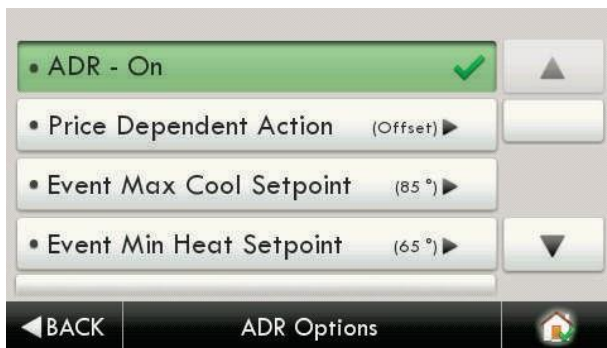 • ADR - On
• Price Dependent Action (Offset)
• Event Max Cool Setpoint (85°)
• Event Min Heat Setpoint (65°)
BACK ADR Options